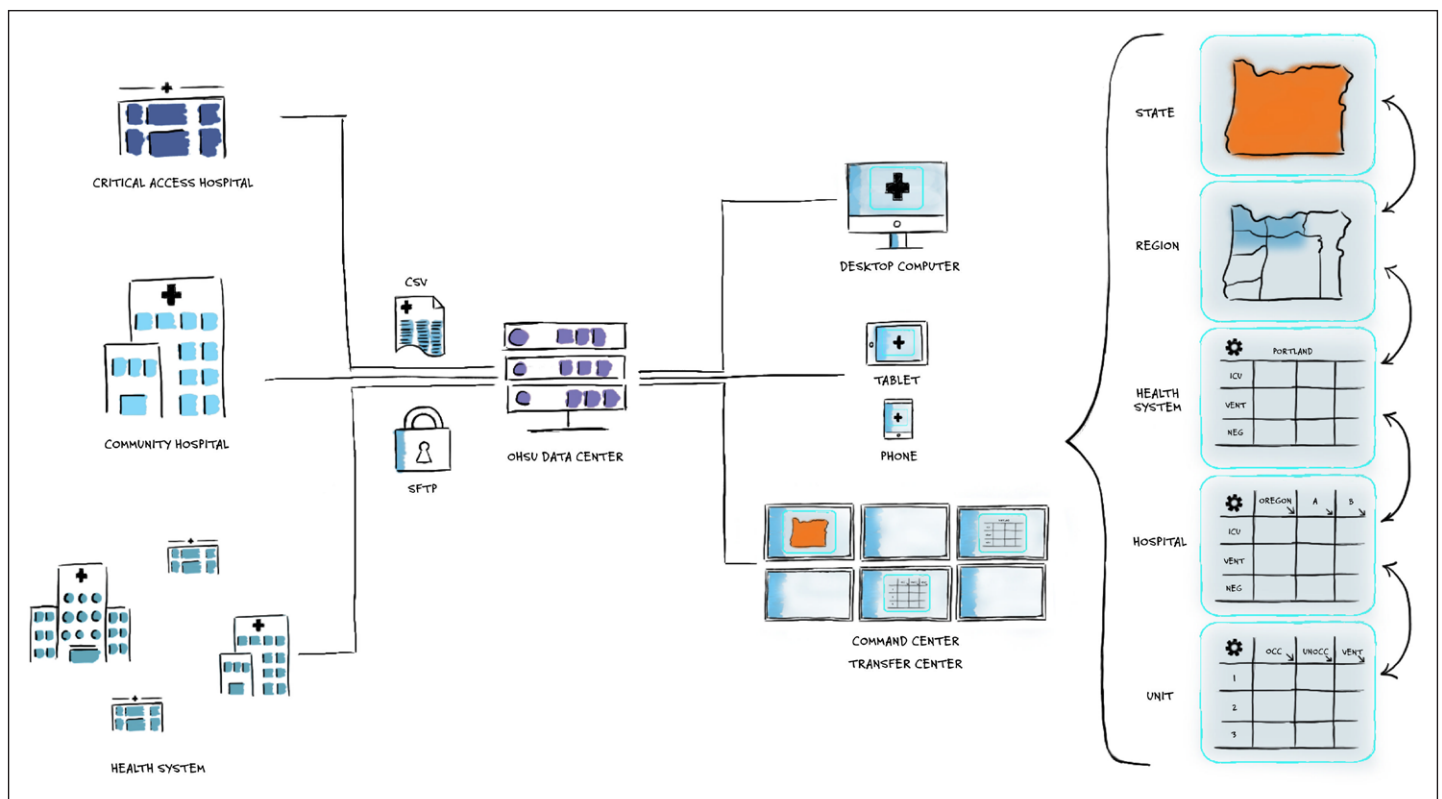 CRITICAL ACCESS HOSPITAL
COMMUNITY HOSPITAL
HEALTH SYSTEM
CSV
SFTP
OHSU DATA CENTER
DESKTOP COMPUTER
TABLET
PHONE
COMMAND CENTER
TRANSFER CENTER
STATE
REGION
HEALTH
SYSTEM
PORTLAND
ICU
VENT
NEG
HOSPITAL
OREGON A B
ICU
VENT
NEG
UNIT
OCC UNOCC VENT
1
2
3